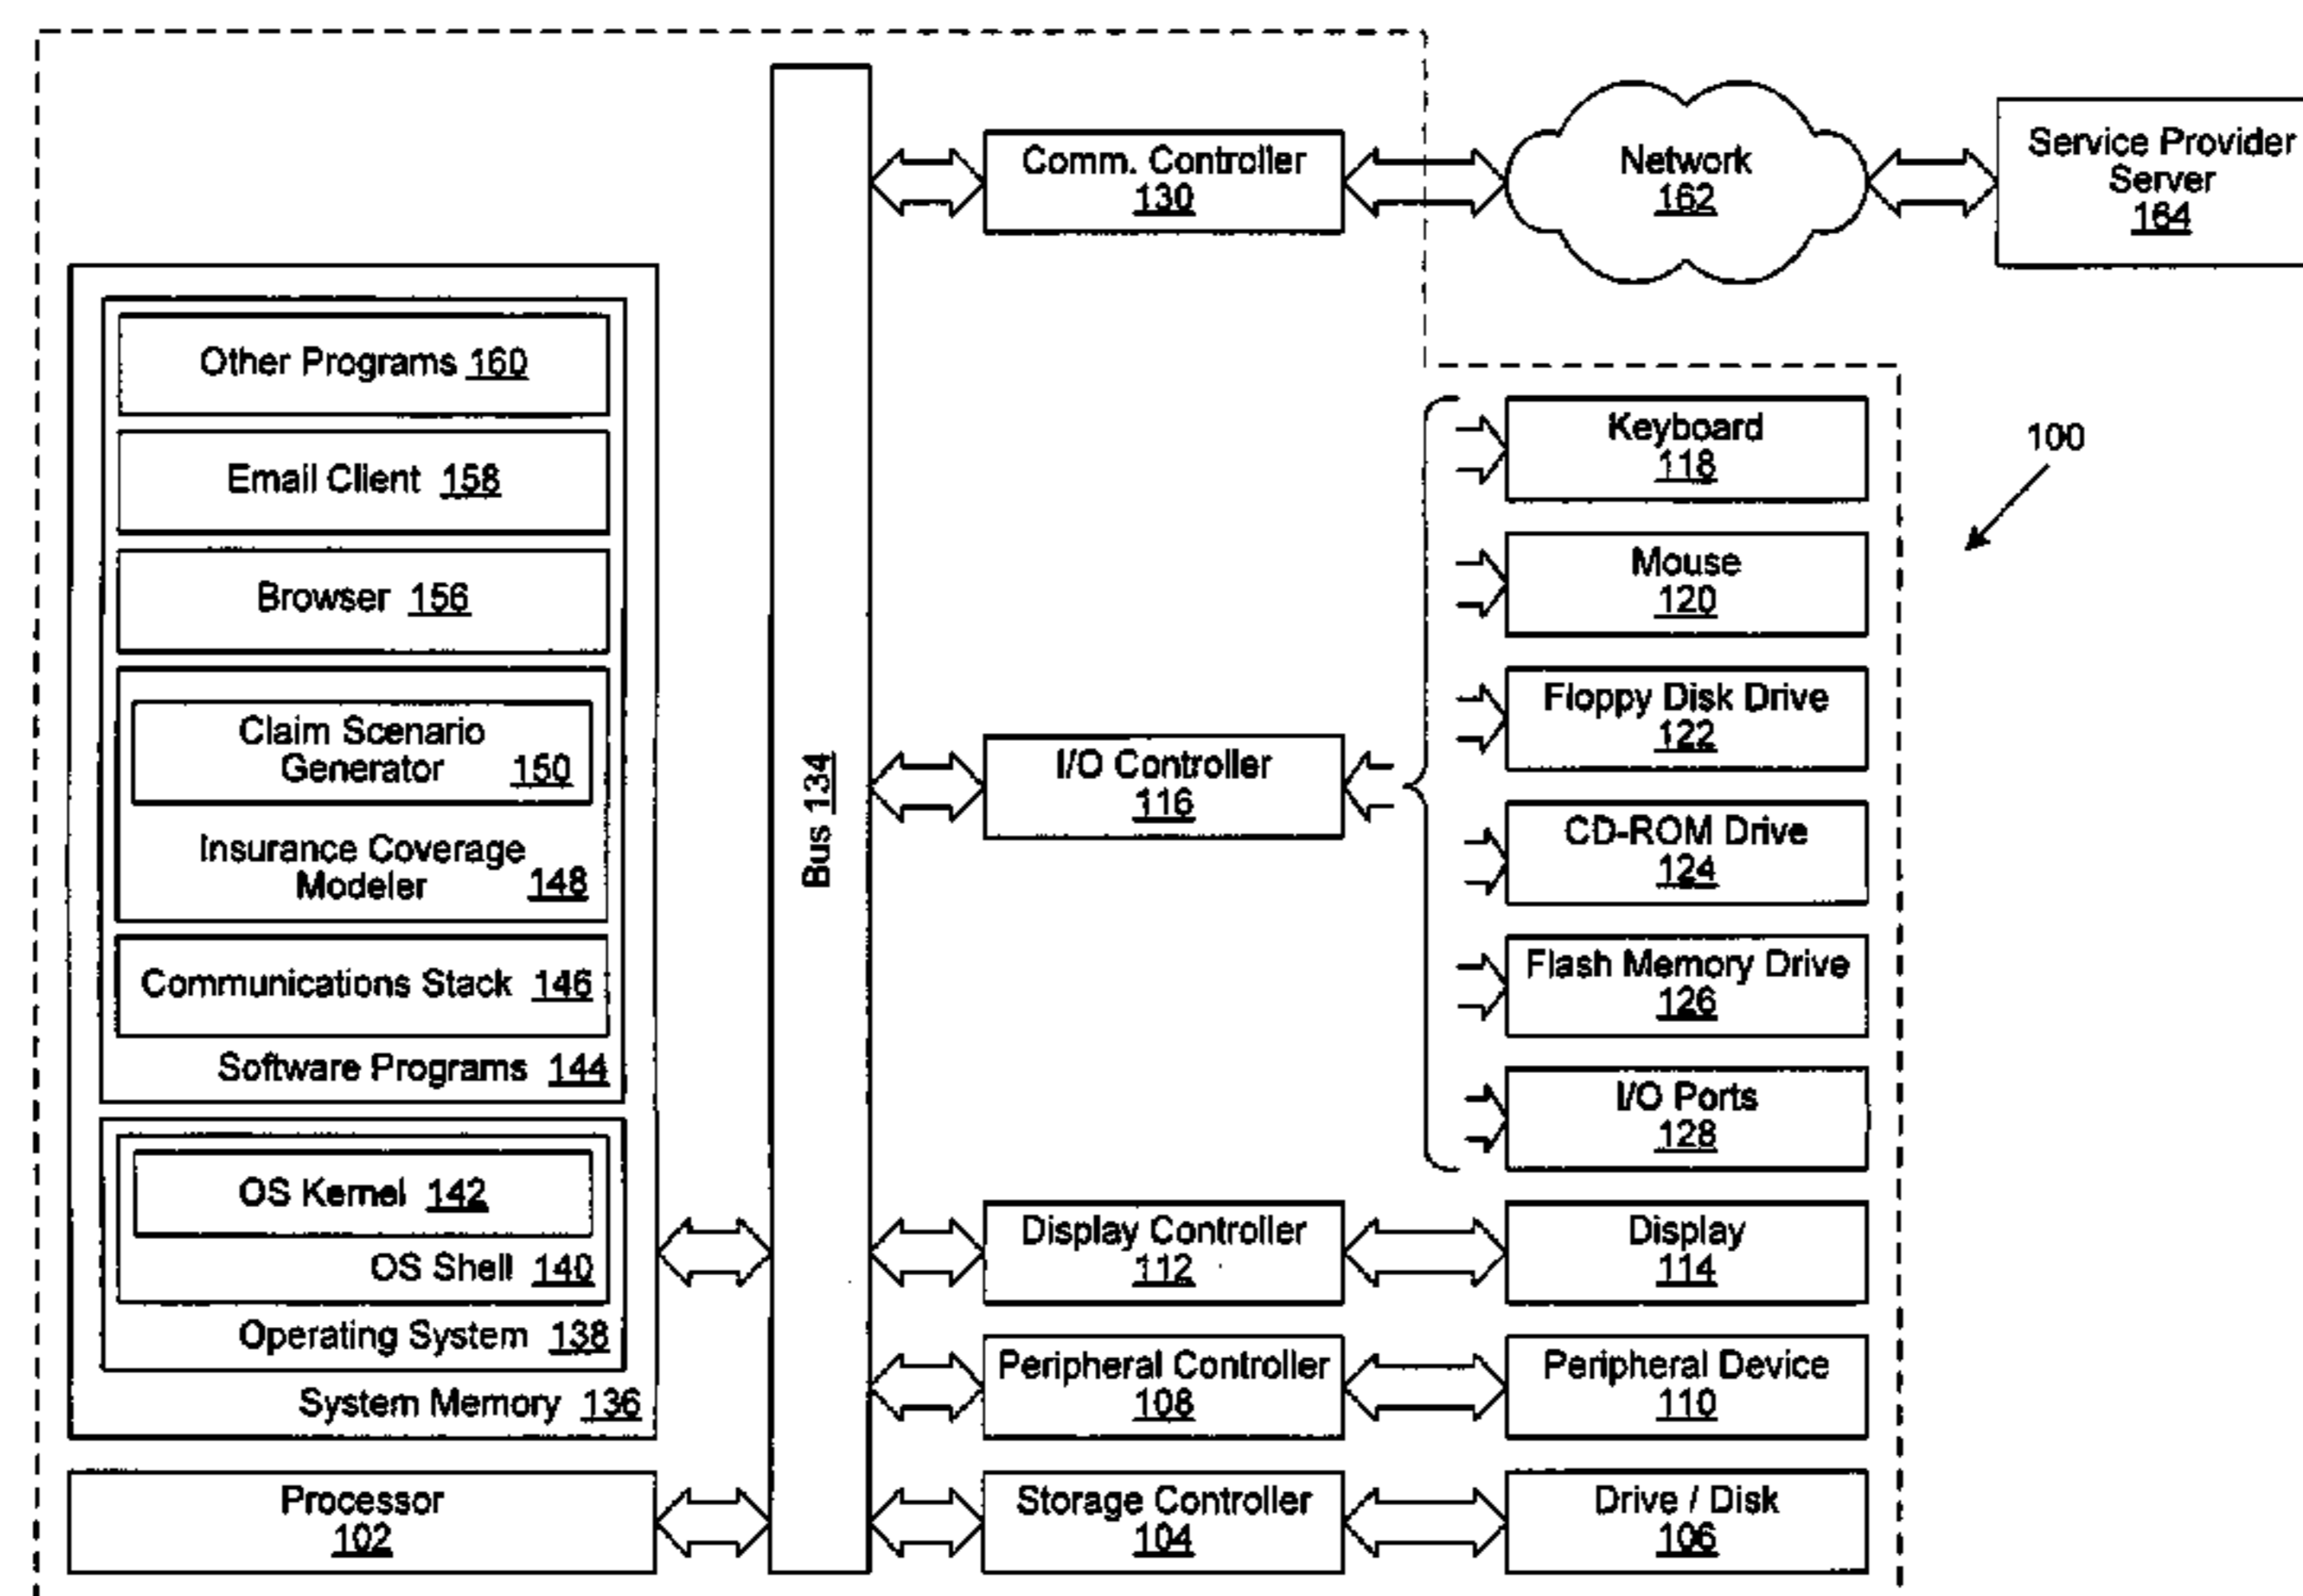 Comm. Controller
130
Network
162
Service Provider
Server
164
Other Programs 160
Email Client 158
Browser 156
Claim Scenario
Generator 150
Insurance Coverage
Modeler 148
Communications Stack 146
Software Programs 144
OS Kernel 142
OS Shell 140
Operating System 138
System Memory 136
Processor
102
Bus 134
I/O Controller
116
Display Controller
112
Peripheral Controller
108
Storage Controller
104
Keyboard
118
Mouse
120
Floppy Disk Drive
122
CD-ROM Drive
124
Flash Memory Drive
126
I/O Ports
128
Display
114
Peripheral Device
110
Drive / Disk
106
100